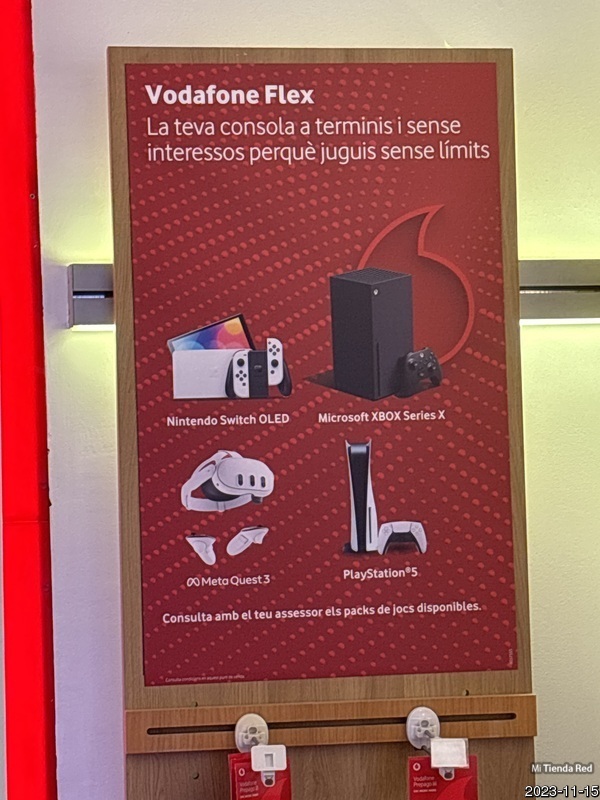 Vodafone Flex
La teva consola a terminis i sense
interessos perquè juguis sense límits
Nintendo Switch OLED
Microsoft XBOX Series X
Meta Quest 3
PlayStation®5
Consulta amb el teu assessor els packs de jocs disponibles.
Vodafone
Prepago
Vodafone
Prepago
Mi Tienda Red
2023-11-15